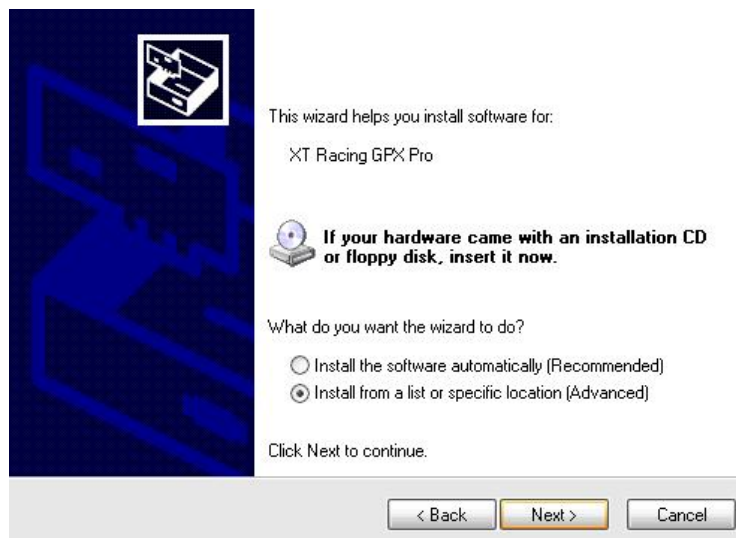 This wizard helps you install software for:
XT Racing GPX Pro
If your hardware came with an installation CD
or floppy disk, insert it now.
What do you want the wizard to do?
Install the software automatically (Recommended)
Install from a list or specific location (Advanced)
Click Next to continue.
< Back
Next >
Cancel